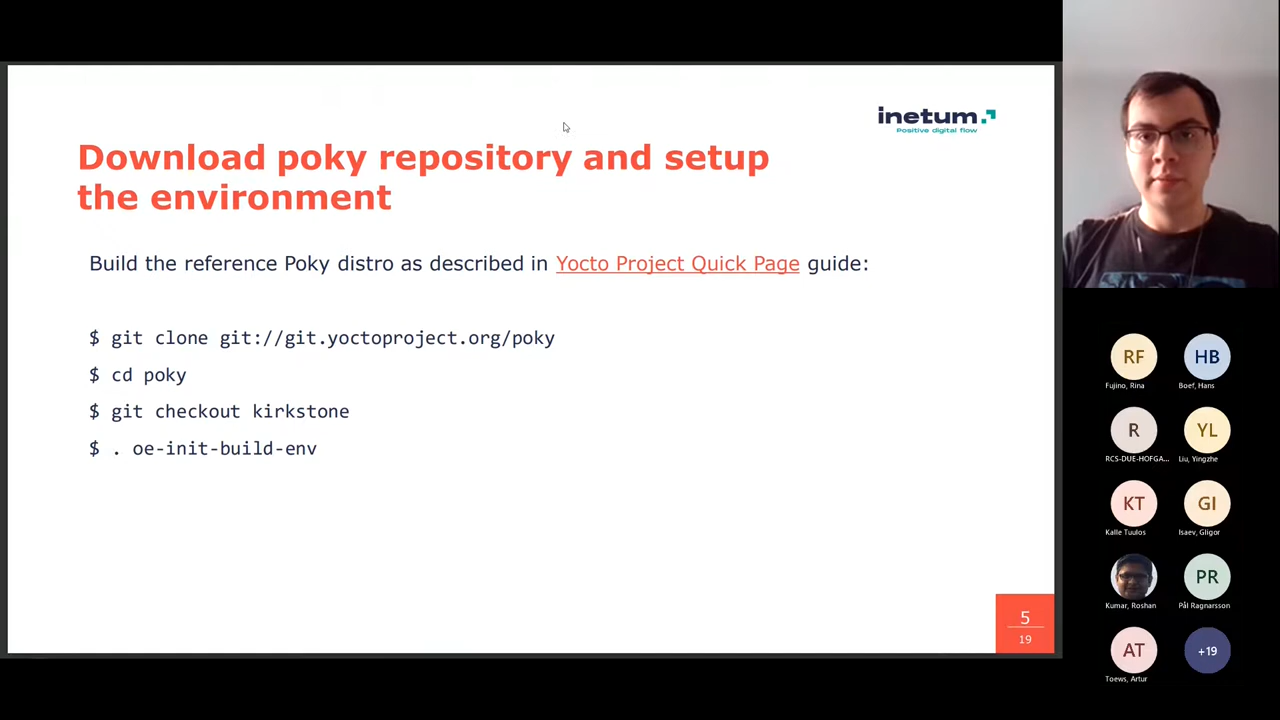 inetum.
Positive digital flow
Download poky repository and setup
the environment
Build the reference Poky distro as described in Yocto Project Quick Page guide:
$ git clone git://git.yoctoproject.org/poky
$ cd poky
$ git checkout kirkstone
$ . oe-init-build-env
5
19
RF
Fujino, Rina
HB
Boef, Hans
R
RCS-DUE-HOFGA...
YL
Liu, Yingzhe
KT
Kalle Tuulos
GI
Isaev, Gligor
Kumar, Roshan
PR
Pål Ragnarsson
AT
Toews, Artur
+19